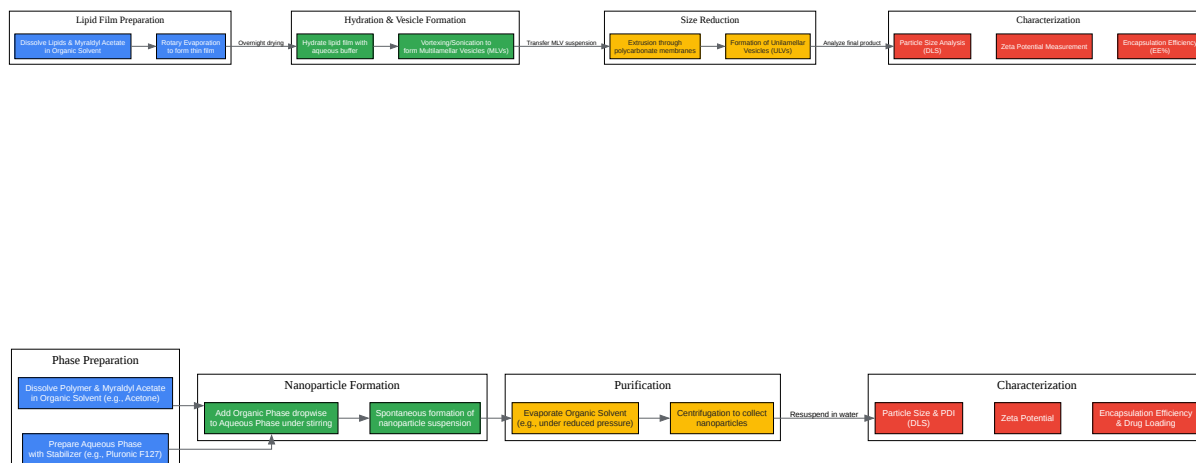 Lipid Film Preparation
Dissolve Lipids & Myraldyl Acetate
in Organic Solvent
Rotary Evaporation
to form thin film
Overnight drying
Hydration & Vesicle Formation
Hydrate lipid film with
aqueous buffer
Vortexing/Sonication to
form Multilamellar Vesicles (MLVs)
Transfer MLV suspension
Size Reduction
Extrusion through
polycarbonate membranes
Formation of Unilamellar
Vesicles (ULVs)
Analyze final product
Characterization
Particle Size Analysis
(DLS)
Zeta Potential Measurement
Encapsulation Efficiency
(EE%)
Phase Preparation
Dissolve Polymer & Myraldyl Acetate
in Organic Solvent (e.g., Acetone)
Prepare Aqueous Phase
with Stabilizer (e.g., Pluronic F127)
Nanoparticle Formation
Add Organic Phase dropwise
to Aqueous Phase under stirring
Spontaneous formation of
nanoparticle suspension
Purification
Evaporate Organic Solvent
(e.g., under reduced pressure)
Centrifugation to collect
nanoparticles
Resuspend in water
Characterization
Particle Size & PDI
(DLS)
Zeta Potential
Encapsulation Efficiency
& Drug Loading